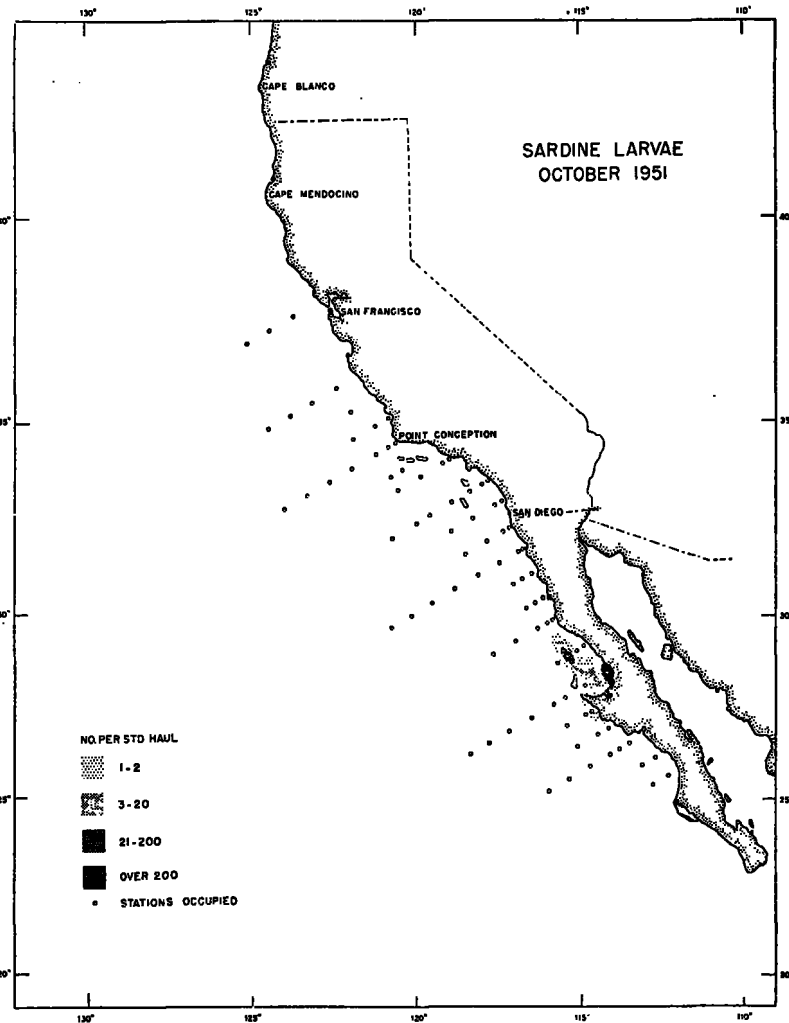 130° 125° 120° 115° 110°
CAPE BLANCO
SARDINE LARVAE
OCTOBER 1951
CAPE MENDOCINO
40°
SAN FRANCISCO
35° 35°
POINT CONCEPTION
SAN DIEGO
30° 30°
NO. PER STD HAUL
1-2
3-20
21-200
OVER 200
STATIONS OCCUPIED
25° 25°
20°
130° 125° 120° 115° 110°